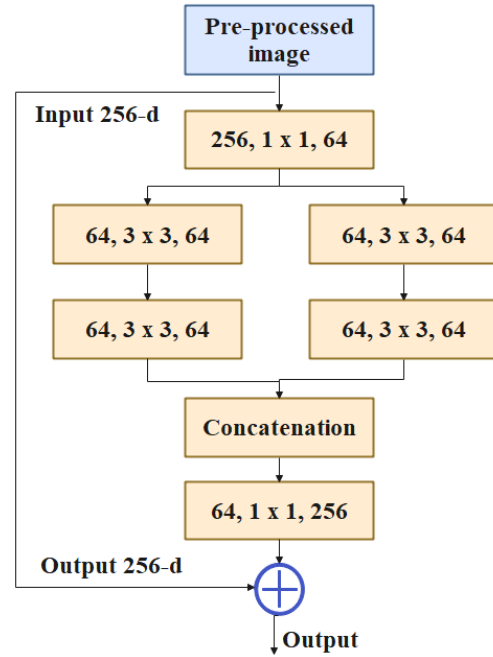 Pre-processed
image
Input 256-d
256, 1 x 1, 64
64, 3 x 3, 64
64, 3 x 3, 64
64, 3 x 3, 64
64, 3 x 3, 64
Concatenation
64, 1 x 1, 256
Output 256-d
Output